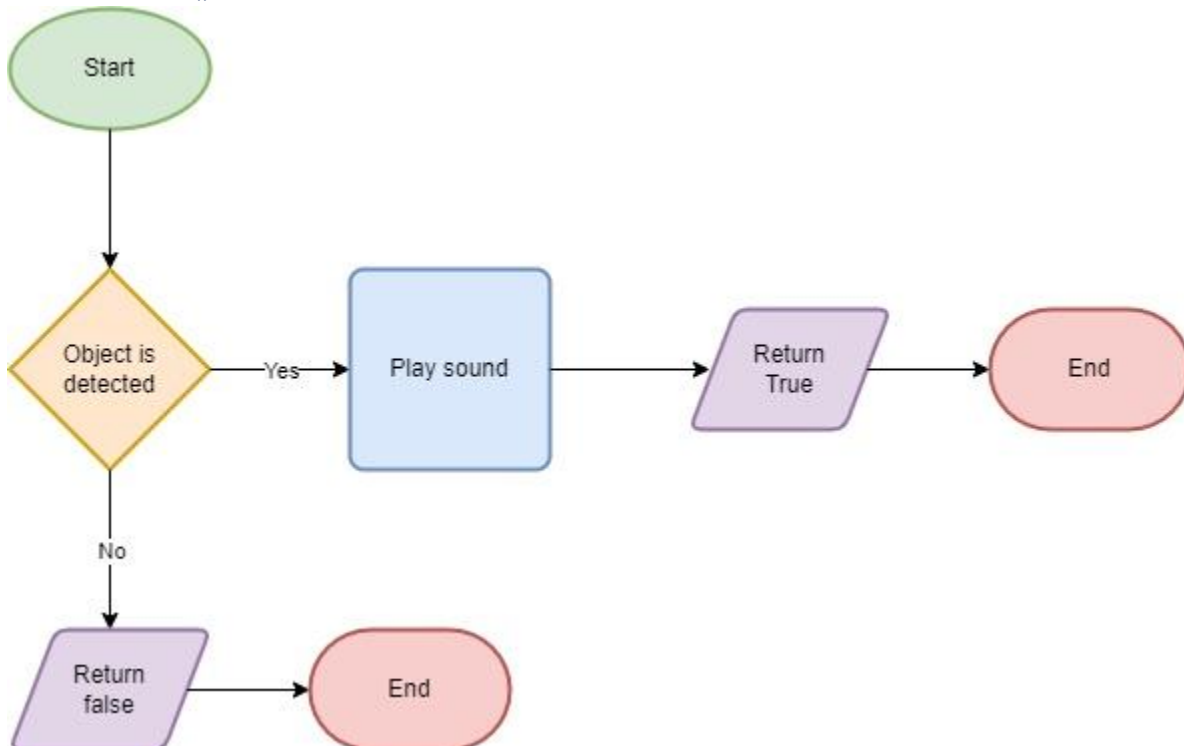 Start
Object is
detected
Yes
Play sound
Return
True
End
No
Return
false
End